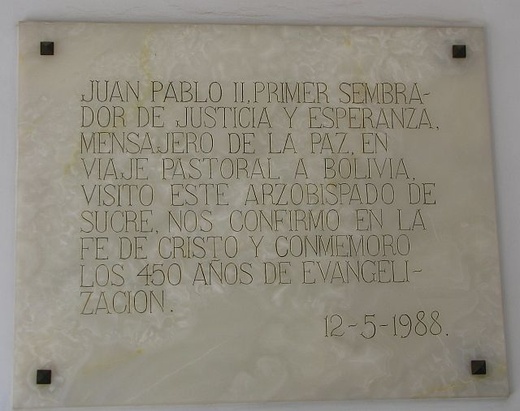 JUAN PABLO II, PRIMER SEMBRA-
DOR DE JUSTICIA Y ESPERANZA,
MENSAJERO DE LA PAZ, EN
VIAJE PASTORAL A BOLIVIA,
VISITO ESTE ARZOBISPADO DE
SUCRE, NOS CONFIRMO EN LA
FE DE CRISTO Y CONMEMORO
LOS 450 AÑOS DE EVANGELI-
ZACION.
12-5-1988.